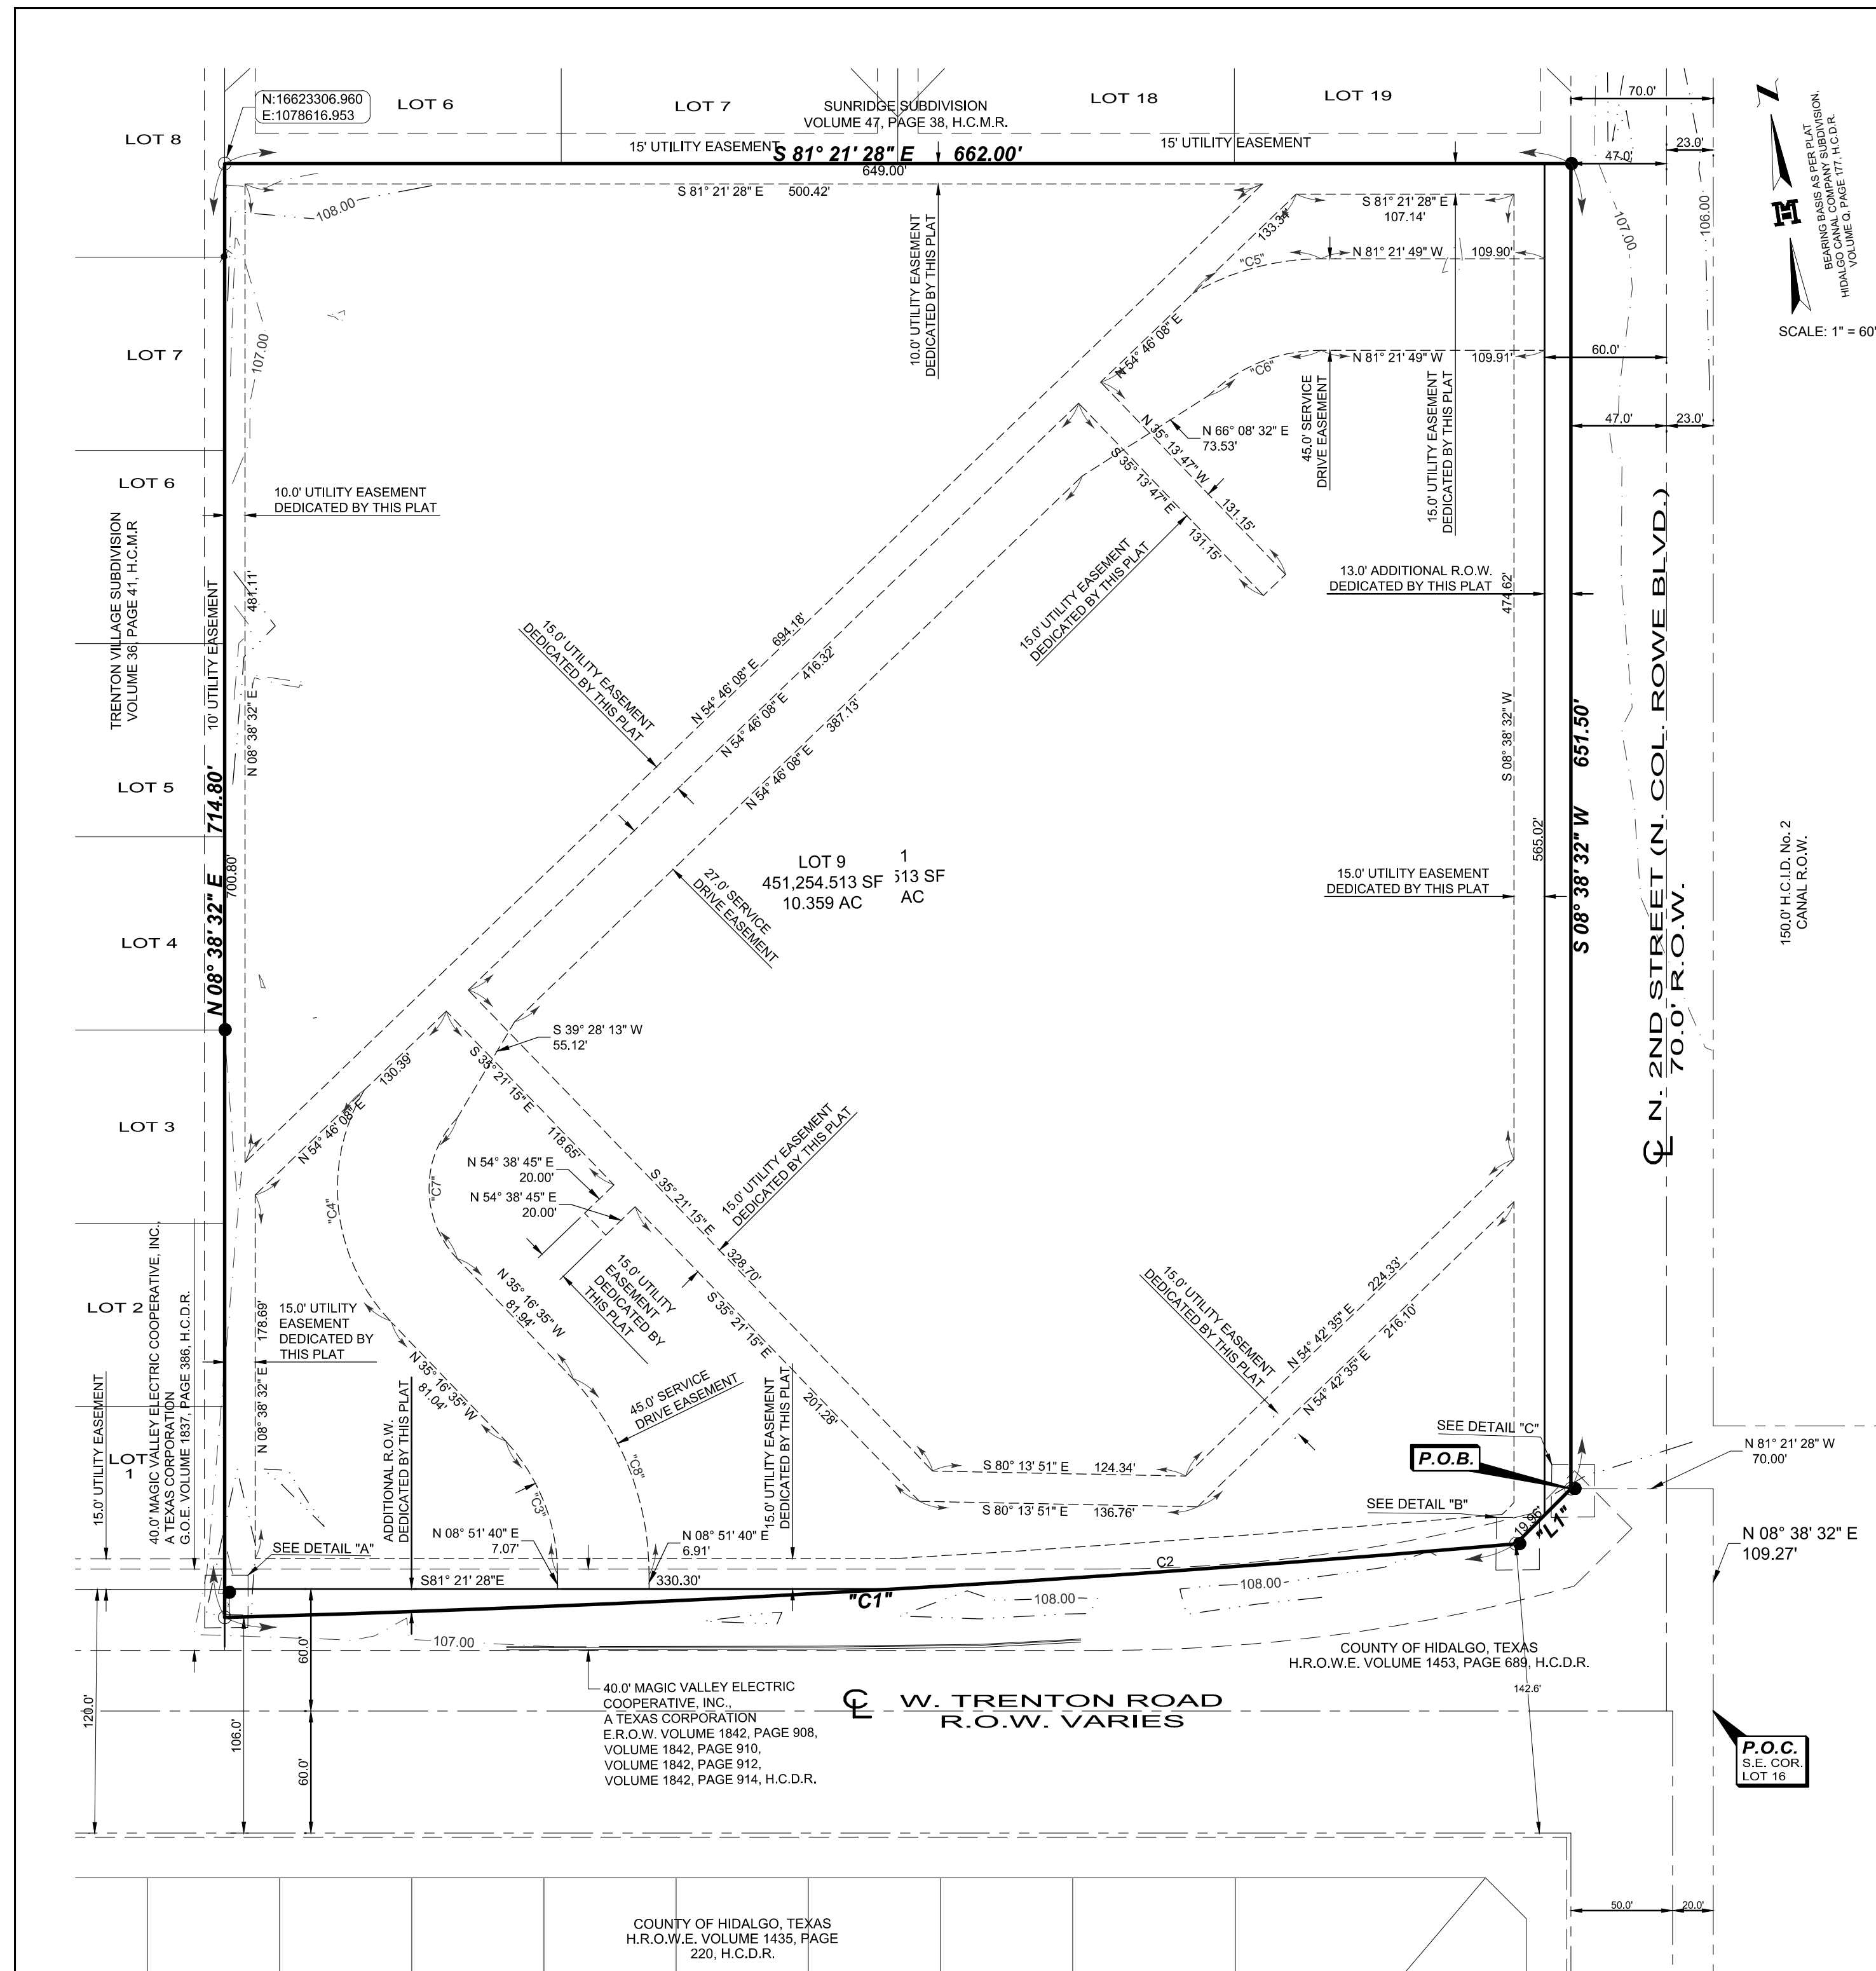 N:16623306.960
E:1078616.953
LOT 6
LOT 7
SUNRIDGE SUBDIVISION
VOLUME 47, PAGE 38, H.C.M.R.
LOT 18
LOT 19
70.0'
LOT 8
15' UTILITY EASEMENT
S 81° 21' 28" E 662.00'
15' UTILITY EASEMENT
649.00'
47.0'
23.0'
BEARING BASIS AS PER PLAT
HIDALGO CANAL COMPANY SUBDIVISION,
VOLUME Q, PAGE 177, H.C.D.R.
SCALE: 1" = 60'
S 81° 21' 28" E 500.42'
108.00
S 81° 21' 28" E
107.14'
133.34'
107.00
106.00
10.0' UTILITY EASEMENT
DEDICATED BY THIS PLAT
"C5"
N 81° 21' 49" W 109.90'
N 54° 46' 08" E
LOT 7
107.00
"C6"
N 81° 21' 49" W 109.91'
60.0'
45.0' SERVICE
DRIVE EASEMENT
15.0' UTILITY EASEMENT
DEDICATED BY THIS PLAT
47.0'
23.0'
N 66° 08' 32" E
73.53'
N 35° 13' 47" W
131.15'
S 35° 13' 47" E
131.15'
LOT 6
10.0' UTILITY EASEMENT
DEDICATED BY THIS PLAT
TRENTON VILLAGE SUBDIVISION
VOLUME 36, PAGE 41, H.C.M.R
10' UTILITY EASEMENT
481.11'
N 08° 38' 32" E
15.0' UTILITY EASEMENT
DEDICATED BY THIS PLAT
13.0' ADDITIONAL R.O.W.
DEDICATED BY THIS PLAT
474.62'
S 08° 38' 32" W
15.0' UTILITY EASEMENT
DEDICATED BY THIS PLAT
N 54° 46' 08" E
694.18'
N 54° 46' 08" E
416.32'
N 54° 46' 08" E
387.13'
S 08° 38' 32" W 651.50'
N. 2ND STREET (N. COL. ROWE BLVD.)
70.0' R.O.W.
LOT 5
N 08° 38' 32" E 714.80'
700.80'
LOT 9
451,254.513 SF
10.359 AC
1
513 SF
AC
27.0' SERVICE
DRIVE EASEMENT
565.02'
15.0' UTILITY EASEMENT
DEDICATED BY THIS PLAT
150.0' H.C.I.D. No. 2
CANAL R.O.W.
LOT 4
S 39° 28' 13" W
55.12'
130.39'
N 54° 46' 08" E
S 35° 21' 15" E
118.65'
LOT 3
N 54° 38' 45" E
20.00'
N 54° 38' 45" E
20.00'
"C4"
"C7"
S 35° 21' 15" E
328.70'
15.0' UTILITY EASEMENT
DEDICATED BY THIS PLAT
15.0' UTILITY
EASEMENT
DEDICATED BY
THIS PLAT
S 35° 21' 15" E
201.28'
15.0' UTILITY EASEMENT
DEDICATED BY THIS PLAT
N 54° 42' 35" E
224.33'
N 54° 42' 35" E
216.10'
40.0' MAGIC VALLEY ELECTRIC COOPERATIVE, INC.,
A TEXAS CORPORATION
G.O.E. VOLUME 1837, PAGE 386, H.C.D.R.
LOT 2
178.69'
N 08° 38' 32" E
15.0' UTILITY
EASEMENT
DEDICATED BY
THIS PLAT
N 35° 16' 35" W
81.94'
N 35° 16' 35" W
81.04'
15.0' UTILITY EASEMENT
LOT
1
ADDITIONAL R.O.W.
DEDICATED BY THIS PLAT
45.0' SERVICE
DRIVE EASEMENT
15.0' UTILITY EASEMENT
DEDICATED BY THIS PLAT
"C8"
"C3"
S 80° 13' 51" E 124.34'
S 80° 13' 51" E 136.76'
SEE DETAIL "C"
P.O.B.
N 81° 21' 28" W
70.00'
SEE DETAIL "B"
19.96'
"L1"
N 08° 38' 32" E
109.27'
SEE DETAIL "A"
N 08° 51' 40" E
7.07'
N 08° 51' 40" E
6.91'
C2
S81° 21' 28"E
330.30'
"C1"
108.00
108.00
107.00
60.0'
COUNTY OF HIDALGO, TEXAS
H.R.O.W.E. VOLUME 1453, PAGE 689, H.C.D.R.
142.6'
40.0' MAGIC VALLEY ELECTRIC
COOPERATIVE, INC.,
A TEXAS CORPORATION
E.R.O.W. VOLUME 1842, PAGE 908,
VOLUME 1842, PAGE 910,
VOLUME 1842, PAGE 912,
VOLUME 1842, PAGE 914, H.C.D.R.
W. TRENTON ROAD
R.O.W. VARIES
120.0'
106.0'
60.0'
P.O.C.
S.E. COR.
LOT 16
50.0'
20.0'
COUNTY OF HIDALGO, TEXAS
H.R.O.W.E. VOLUME 1435, PAGE
220, H.C.D.R.